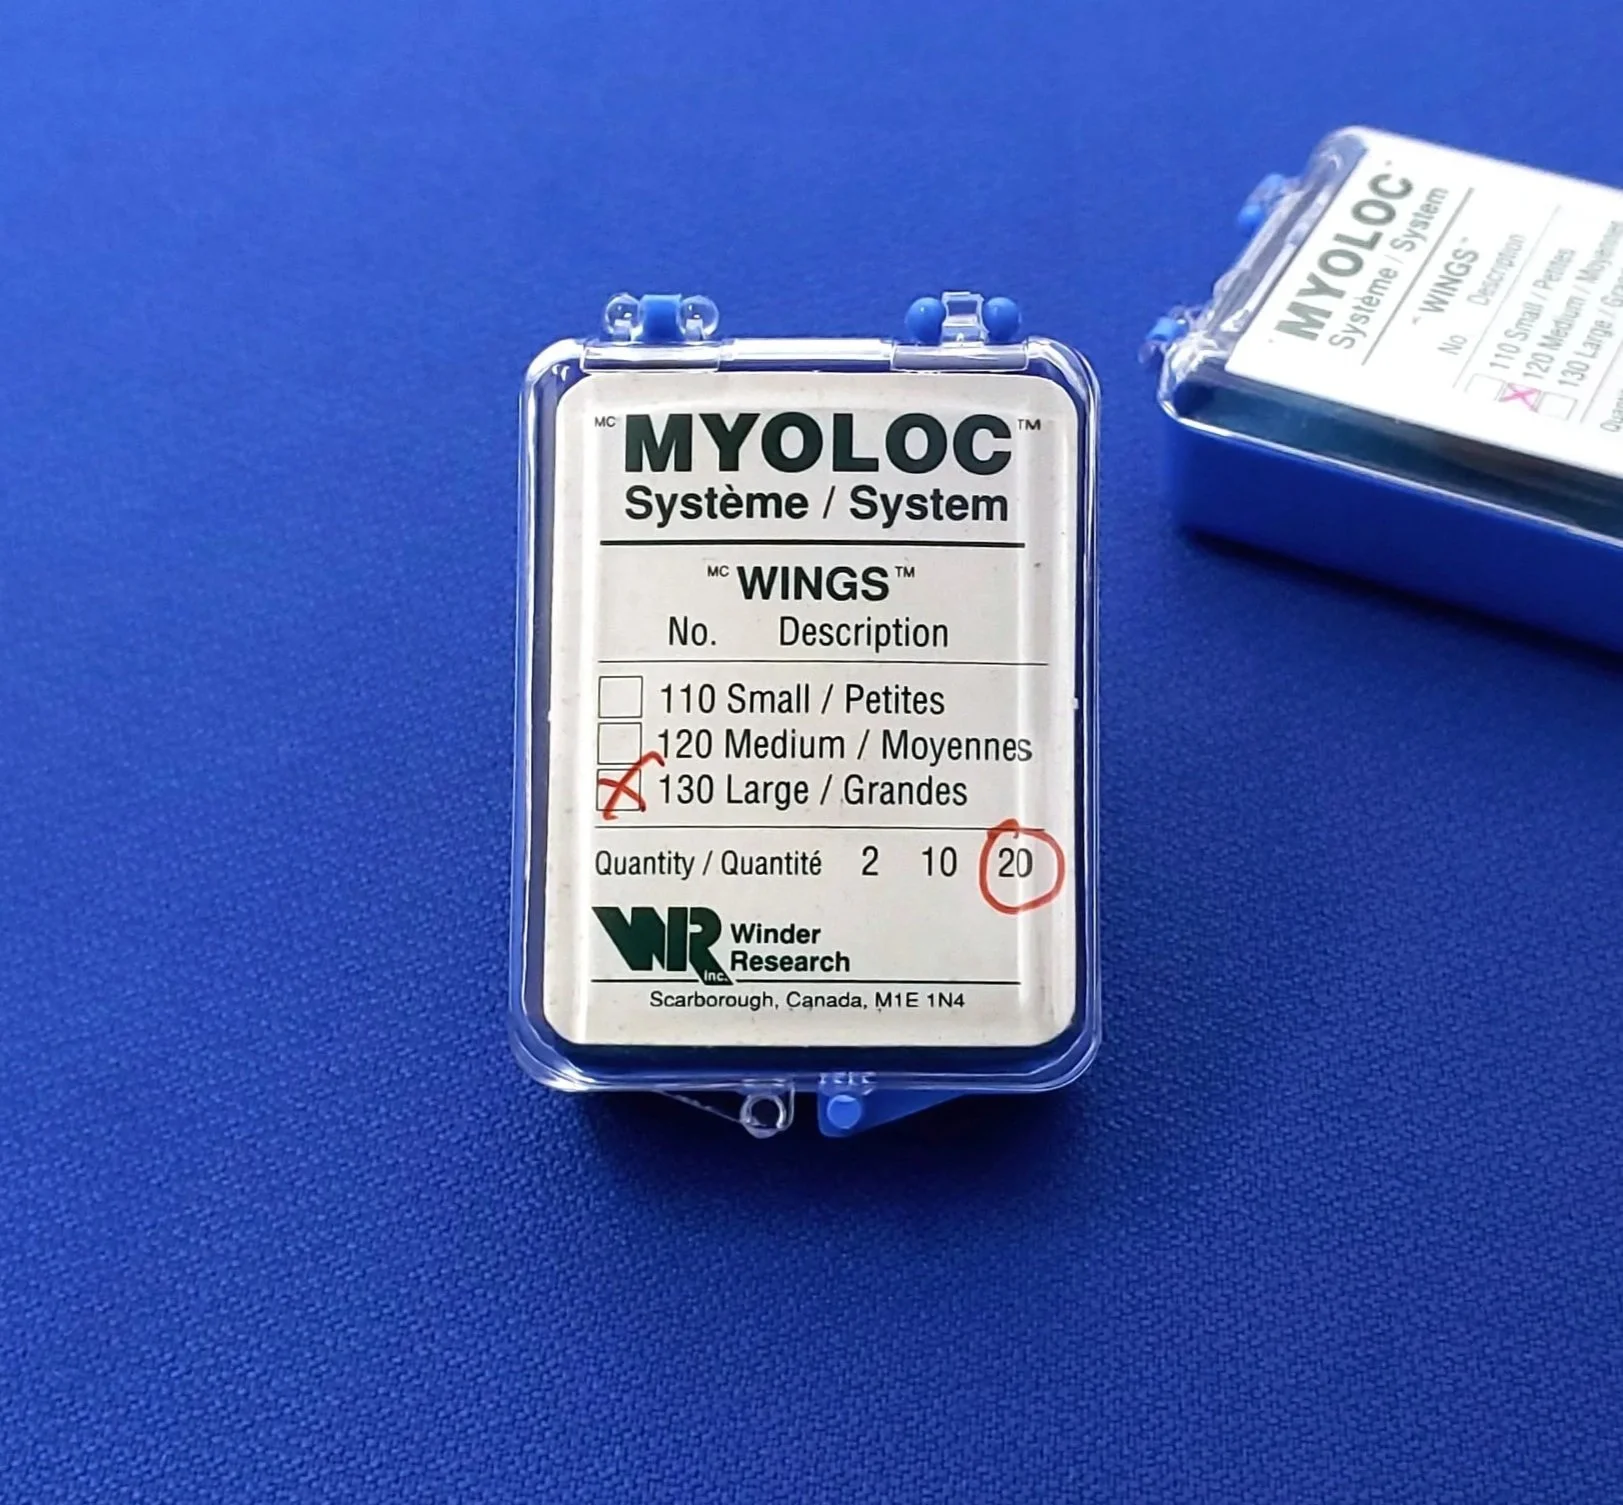 MC MYOLOC TM
Système / System
MC WINGS TM
No. Description
110 Small / Petites
120 Medium / Moyennes
130 Large / Grandes
Quantity / Quantité 2 10 20
WR Inc. Winder
Research
Scarborough, Canada, M1E 1N4
MYOLOC
Système / System
WINGS
No Description
110 Small / Petites
120 Medium / Moyennes
130 Large /